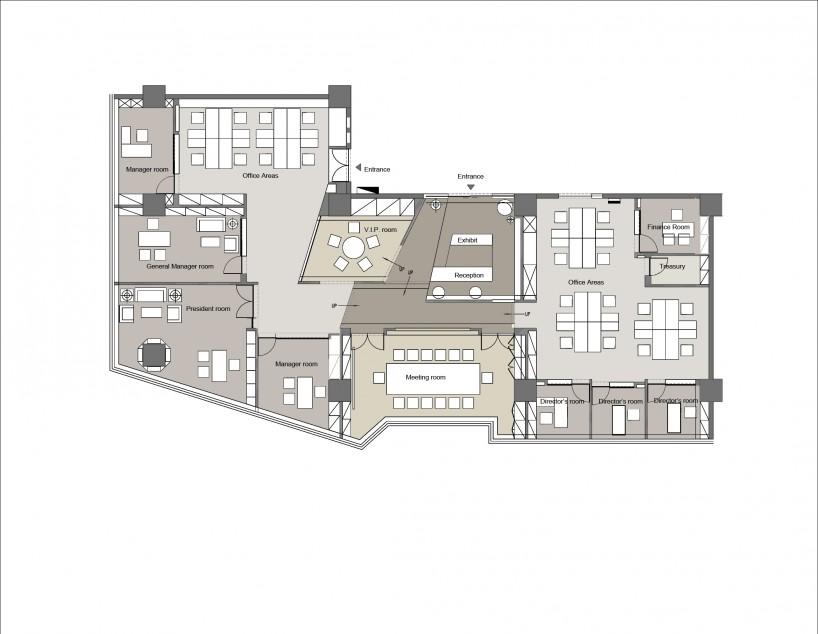 Manager room
Office Areas
Entrance
Entrance
V.I.P. room
Exhibit
Reception
Finance Room
Treasury
General Manager room
UP
UP
Office Areas
President room
UP
UP
Manager room
Meeting room
Director's room
Director's room
Director's room